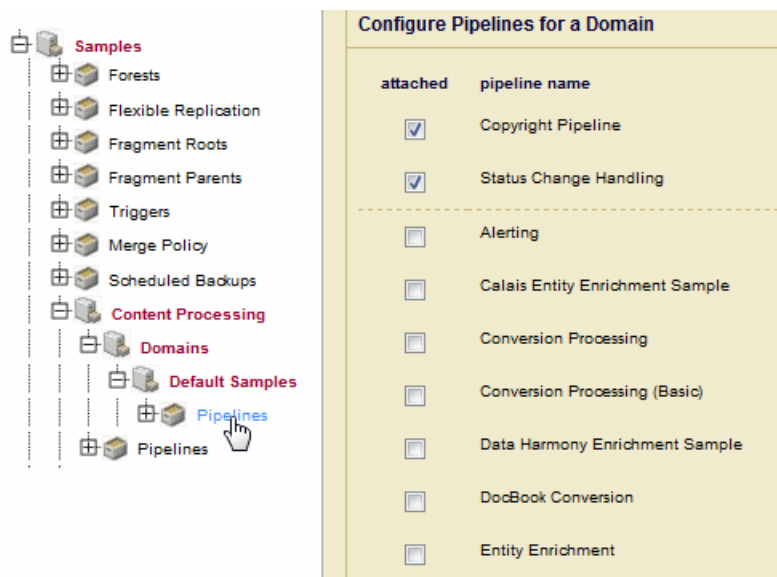 Samples
Forests
Flexible Replication
Fragment Roots
Fragment Parents
Triggers
Merge Policy
Scheduled Backups
Content Processing
Domains
Default Samples
Pipelines
Pipelines
Configure Pipelines for a Domain
attached pipeline name
Copyright Pipeline
Status Change Handling
Alerting
Calais Entity Enrichment Sample
Conversion Processing
Conversion Processing (Basic)
Data Harmony Enrichment Sample
DocBook Conversion
Entity Enrichment